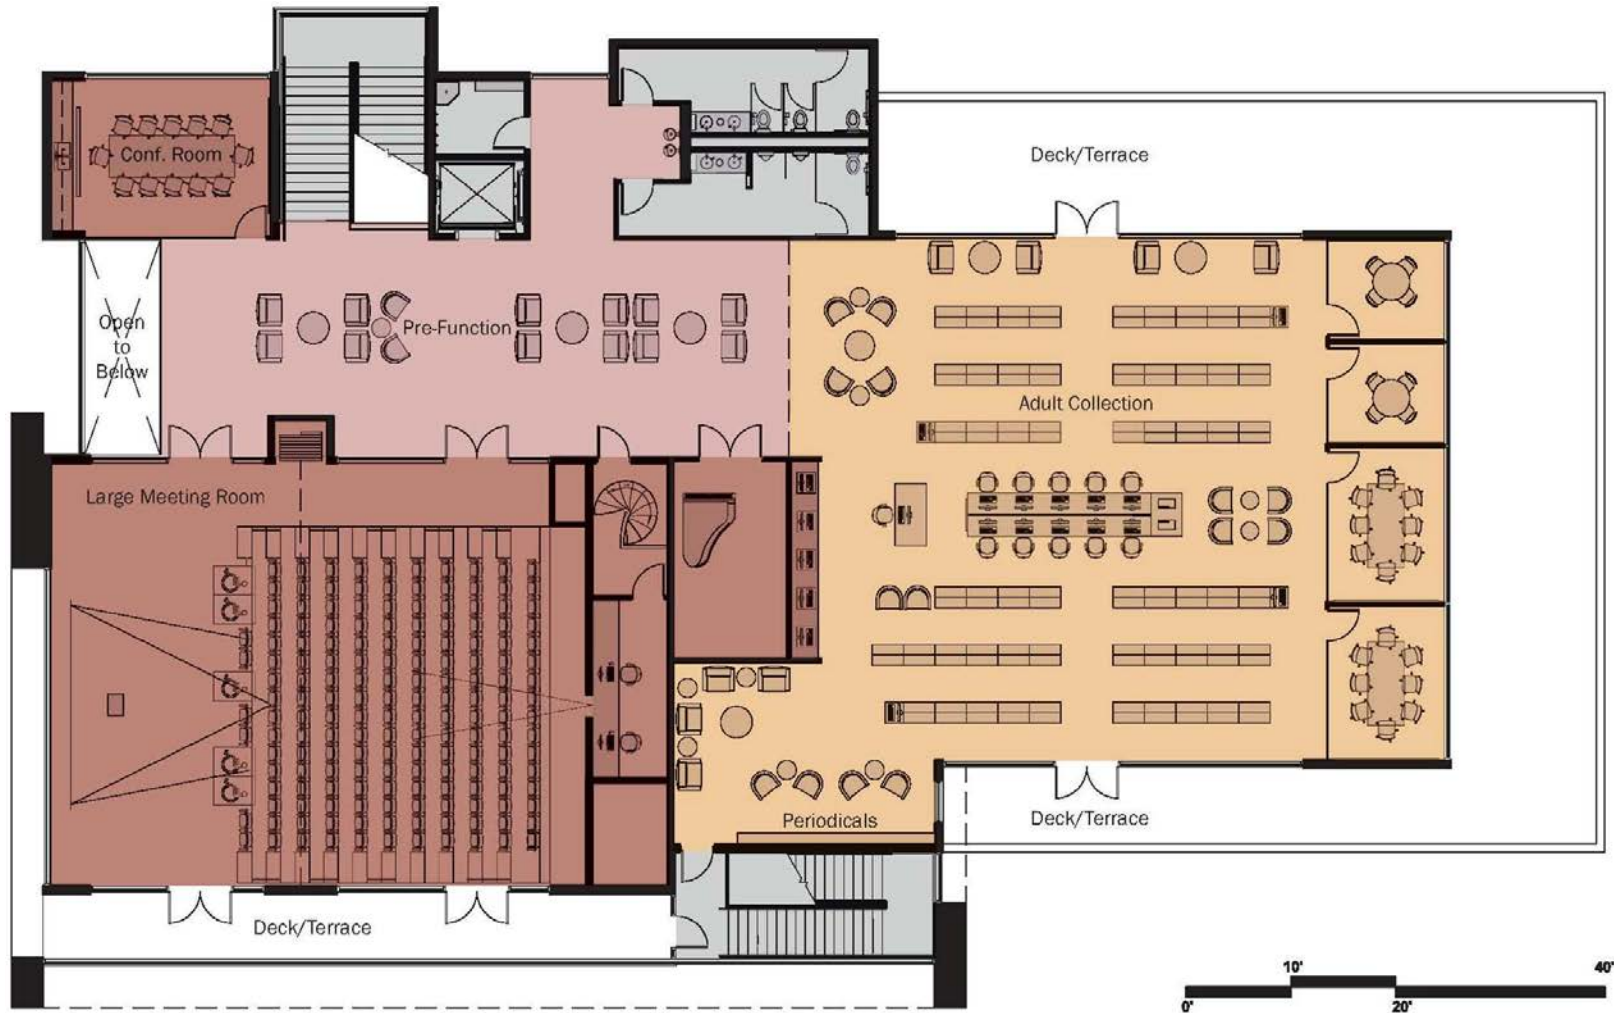 Conf. Room
Deck/Terrace
Open
to
Below
Pre-Function
Adult Collection
Large Meeting Room
Periodicals
Deck/Terrace
Deck/Terrace
10'
40'
0'
20'